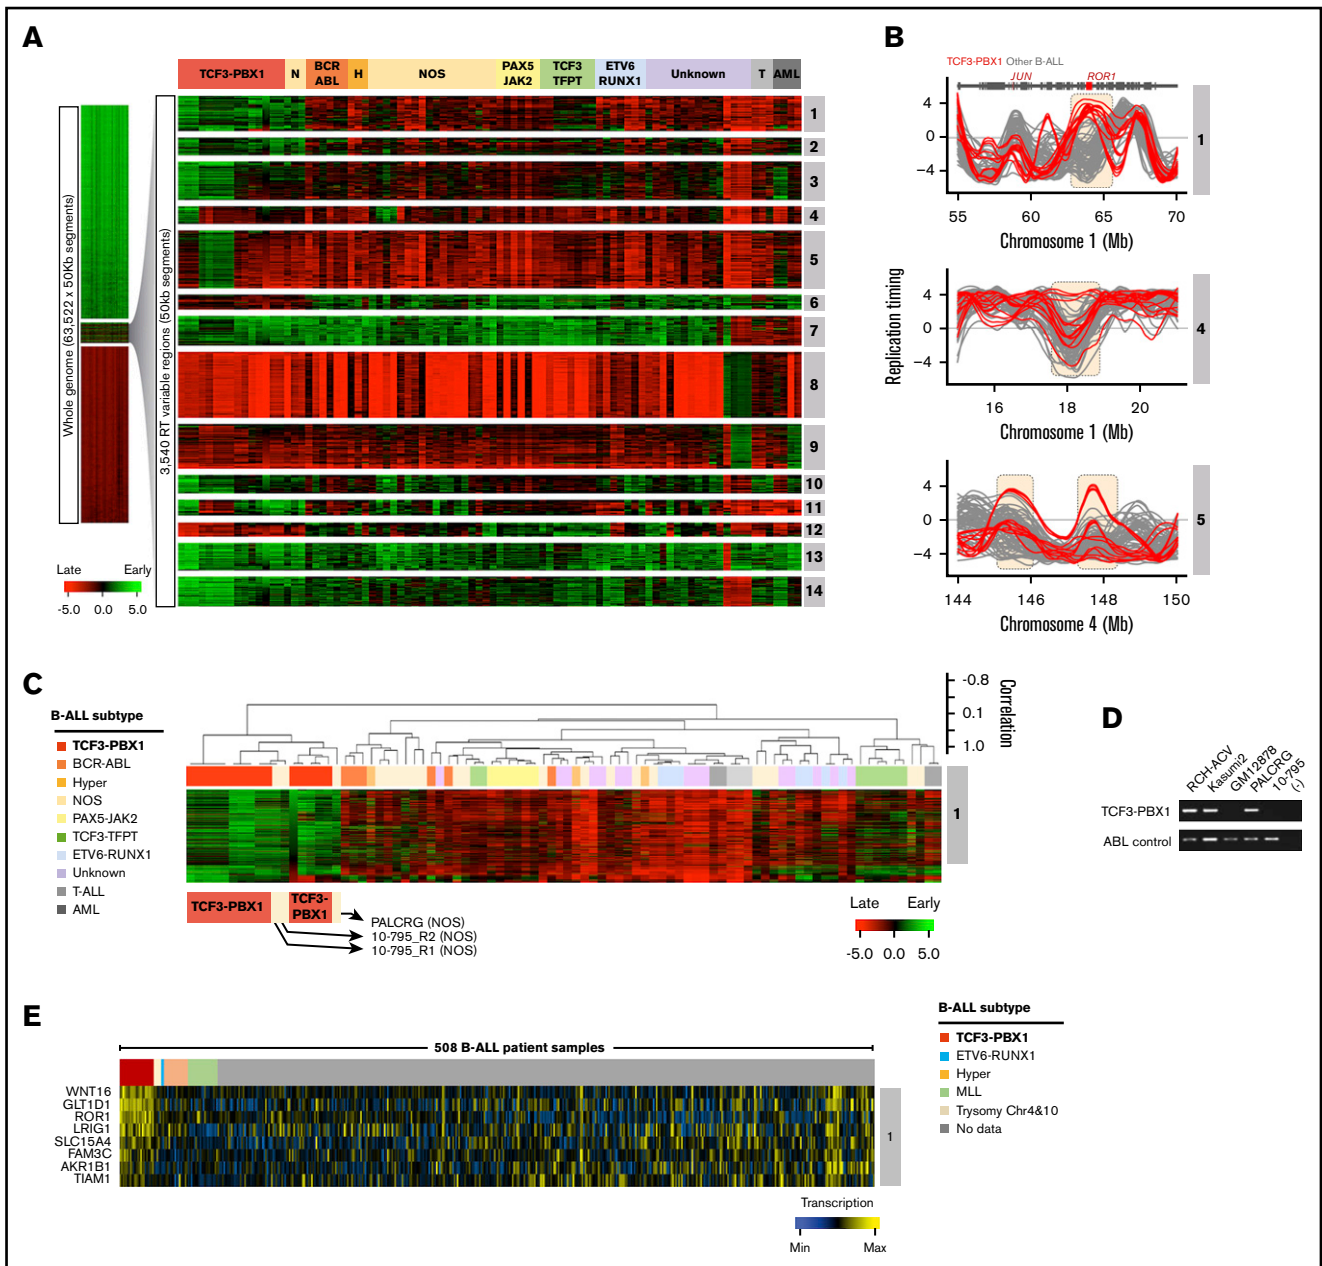 A
TCF3-PBX1
N
BCR
ABL
H
NOS
PAX5
JAK2
TCF3
TFPT
ETV6
RUNX1
Unknown
T
AML
Whole genome (63,522 x 50Kb segments)
3,540 RT variable regions (50kb segments)
1
2
3
4
5
6
7
8
9
10
11
12
13
14
Late Early
-5.0 0.0 5.0
B
TCF3-PBX1 Other B-ALL
JUN ROR1
4
0
−4
55 60 65 70
Chromosome 1 (Mb)
1
Replication timing
4
0
−4
16 18 20
Chromosome 1 (Mb)
4
4
0
−4
144 146 148 150
Chromosome 4 (Mb)
5
C
B-ALL subtype
TCF3-PBX1
BCR-ABL
Hyper
NOS
PAX5-JAK2
TCF3-TFPT
ETV6-RUNX1
Unknown
T-ALL
AML
-0.8
0.1
1.0
Correlation
1
TCF3-PBX1
TCF3-
PBX1
PALCRG (NOS)
10-795_R2 (NOS)
10-795_R1 (NOS)
Late Early
-5.0 0.0 5.0
D
RCH-ACV
Kasumi2
GM12878
PALCRG
10-795
(-)
TCF3-PBX1
ABL control
E
508 B-ALL patient samples
WNT16
GLT1D1
ROR1
LRIG1
SLC15A4
FAM3C
AKR1B1
TIAM1
1
Transcription
Min Max
B-ALL subtype
TCF3-PBX1
ETV6-RUNX1
Hyper
MLL
Trysomy Chr4&10
No data